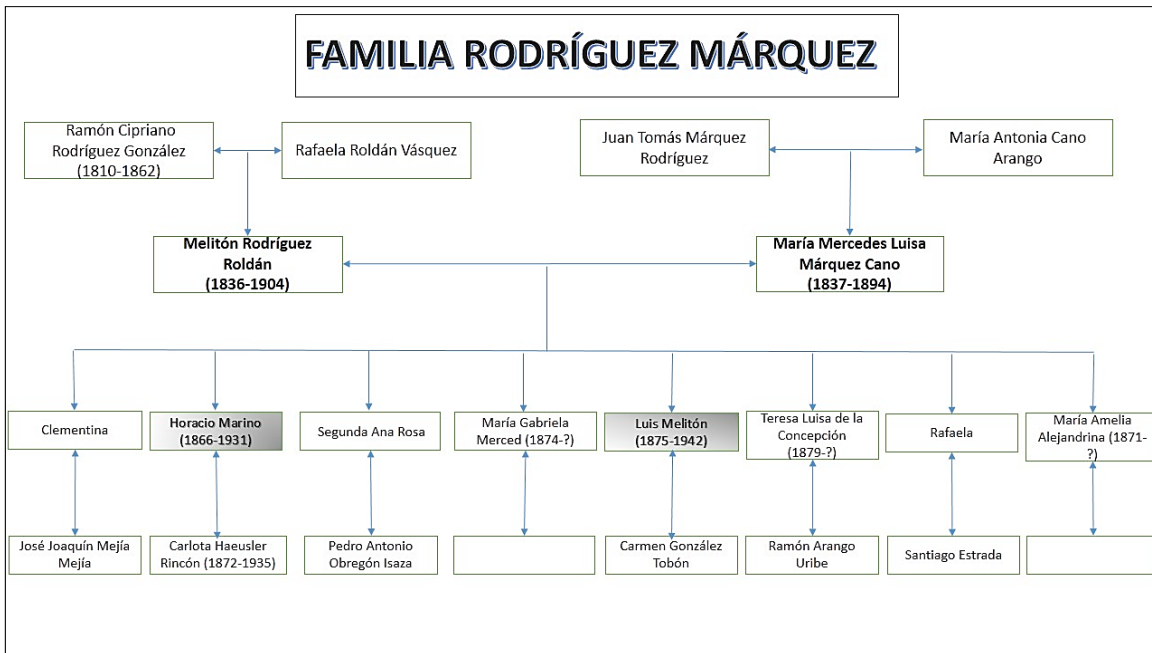 FAMILIA RODRÍGUEZ MÁRQUEZ
Ramón Cipriano
Rodríguez González
(1810-1862)
Rafaela Roldán Vásquez
Juan Tomás Márquez
Rodríguez
María Antonia Cano
Arango
Melitón Rodríguez
Roldán
(1836-1904)
María Mercedes Luisa
Márquez Cano
(1837-1894)
Clementina
Horacio Marino
(1866-1931)
Segunda Ana Rosa
María Gabriela
Merced (1874-?)
Luis Melitón
(1875-1942)
Teresa Luisa de la
Concepción
(1879-?)
Rafaela
María Amelia
Alejandrina (1871-
?)
José Joaquín Mejía
Mejía
Carlota Haeusler
Rincón (1872-1935)
Pedro Antonio
Obregón Isaza
Carmen González
Tobón
Ramón Arango
Uribe
Santiago Estrada